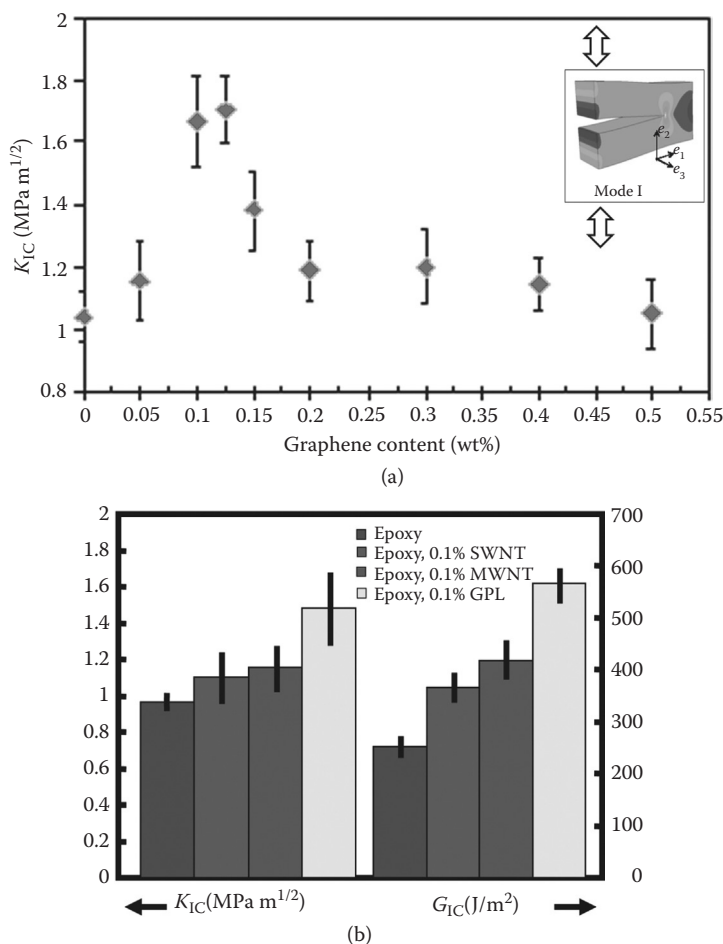 2
1.8
1.6
1.4
1.2
1
0.8
K_IC (MPa m^1/2)
e_2
e_1
e_3
Mode I
0 0.05 0.1 0.15 0.2 0.25 0.3 0.35 0.4 0.45 0.5 0.55
Graphene content (wt%)
(a)
2
1.8
1.6
1.4
1.2
1
0.8
0.6
0.4
0.2
0
Epoxy
Epoxy, 0.1% SWNT
Epoxy, 0.1% MWNT
Epoxy, 0.1% GPL
700
600
500
400
300
200
100
0
K_IC(MPa m^1/2) G_IC(J/m^2)
(b)